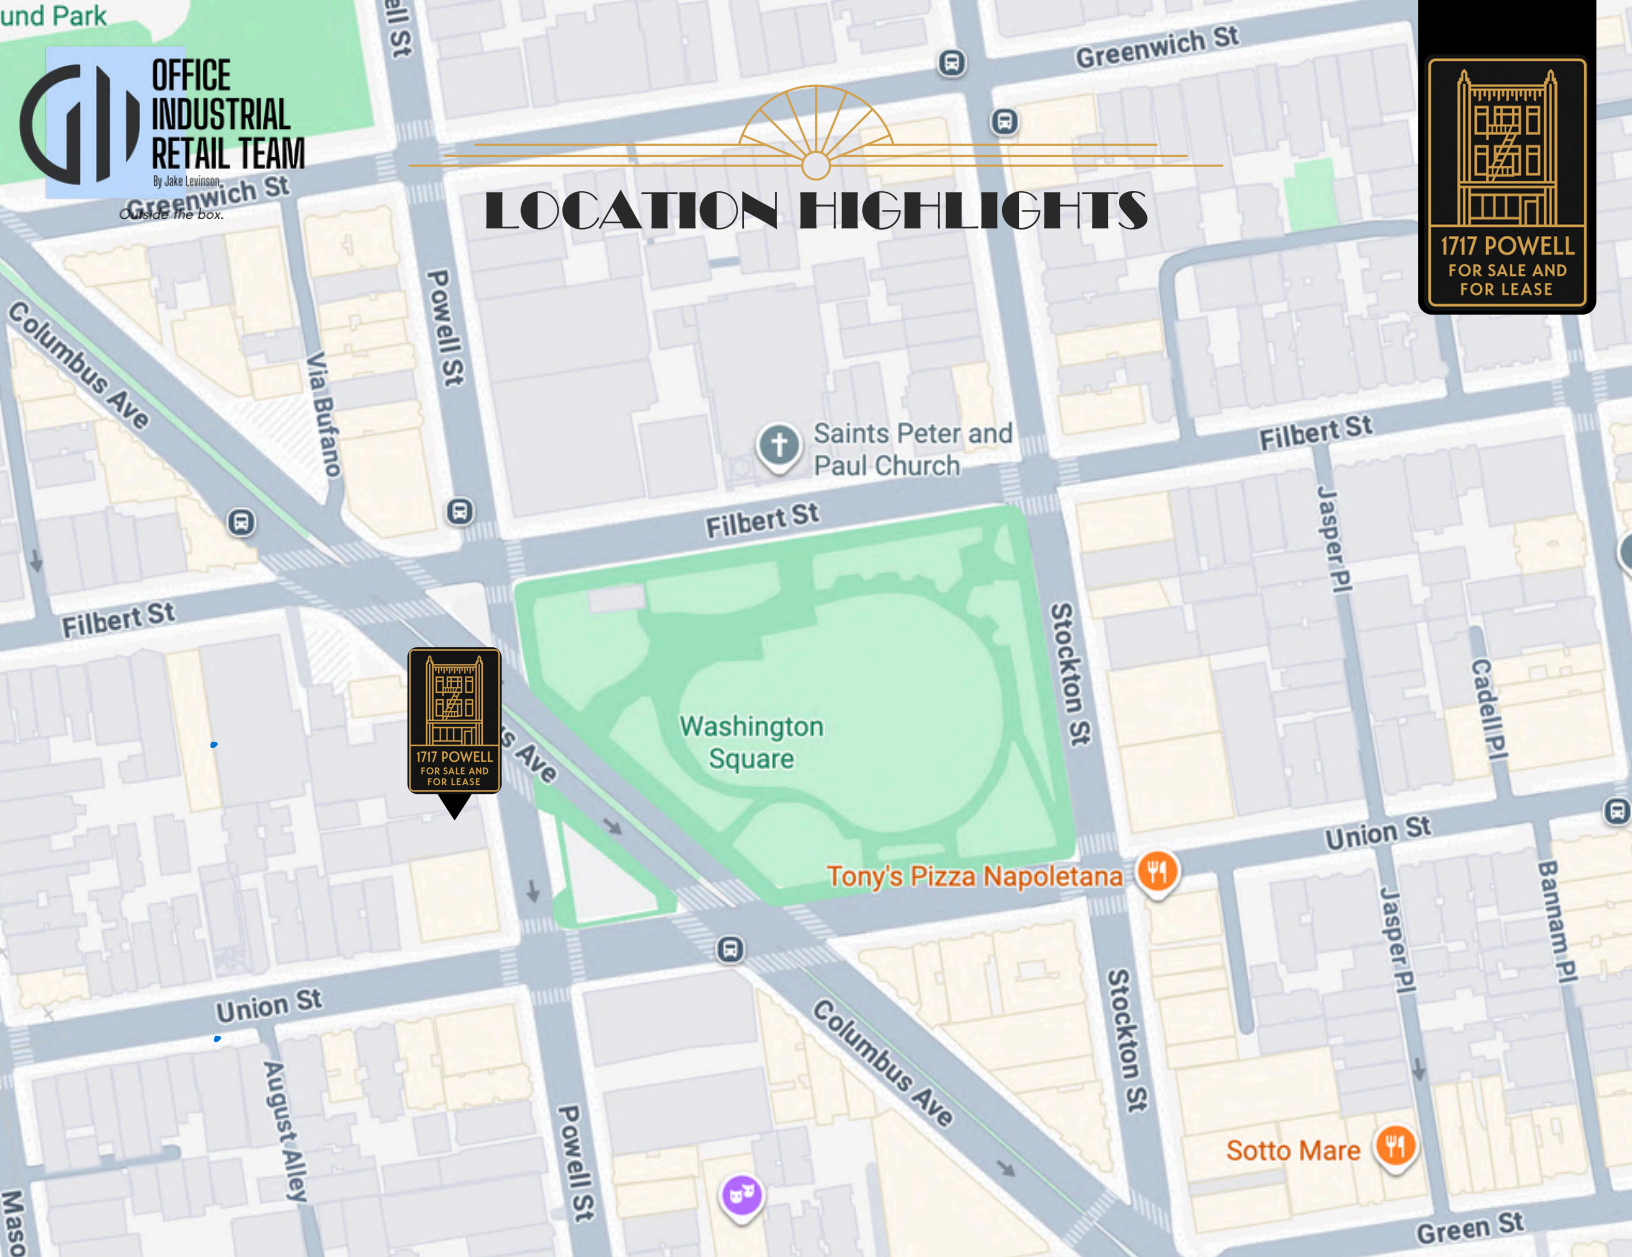 und Park
ell St
Greenwich St
OFFICE
INDUSTRIAL
RETAIL TEAM
By Jake Levinson
Outside the box.
Greenwich St
LOCATION HIGHLIGHTS
1717 POWELL
FOR SALE AND
FOR LEASE
Columbus Ave
Via Bufano
Powell St
Saints Peter and
Paul Church
Filbert St
Filbert St
Filbert St
Jasper Pl
Stockton St
Cadell Pl
1717 POWELL
FOR SALE AND
FOR LEASE
us Ave
Washington
Square
Tony's Pizza Napoletana
Union St
Bannam Pl
Jasper Pl
Union St
Columbus Ave
Stockton St
August Alley
Powell St
Sotto Mare
Maso
Green St